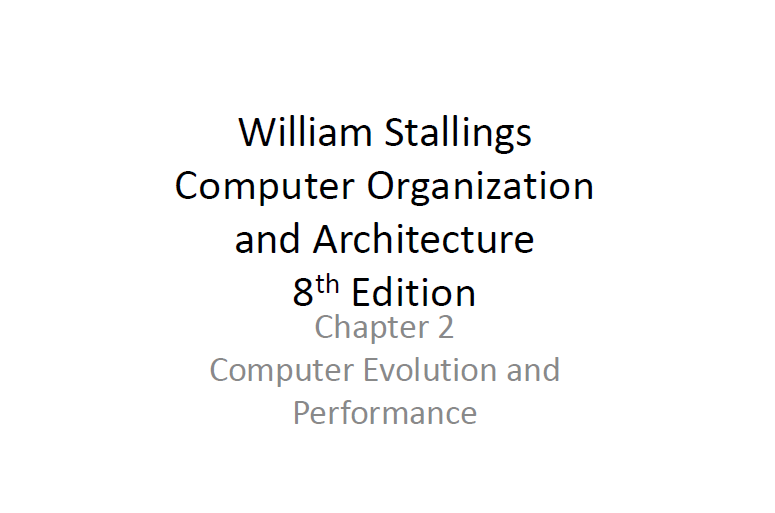 William Stallings
Computer Organization
and Architecture
8th Edition
Chapter 2
Computer Evolution and
Performance